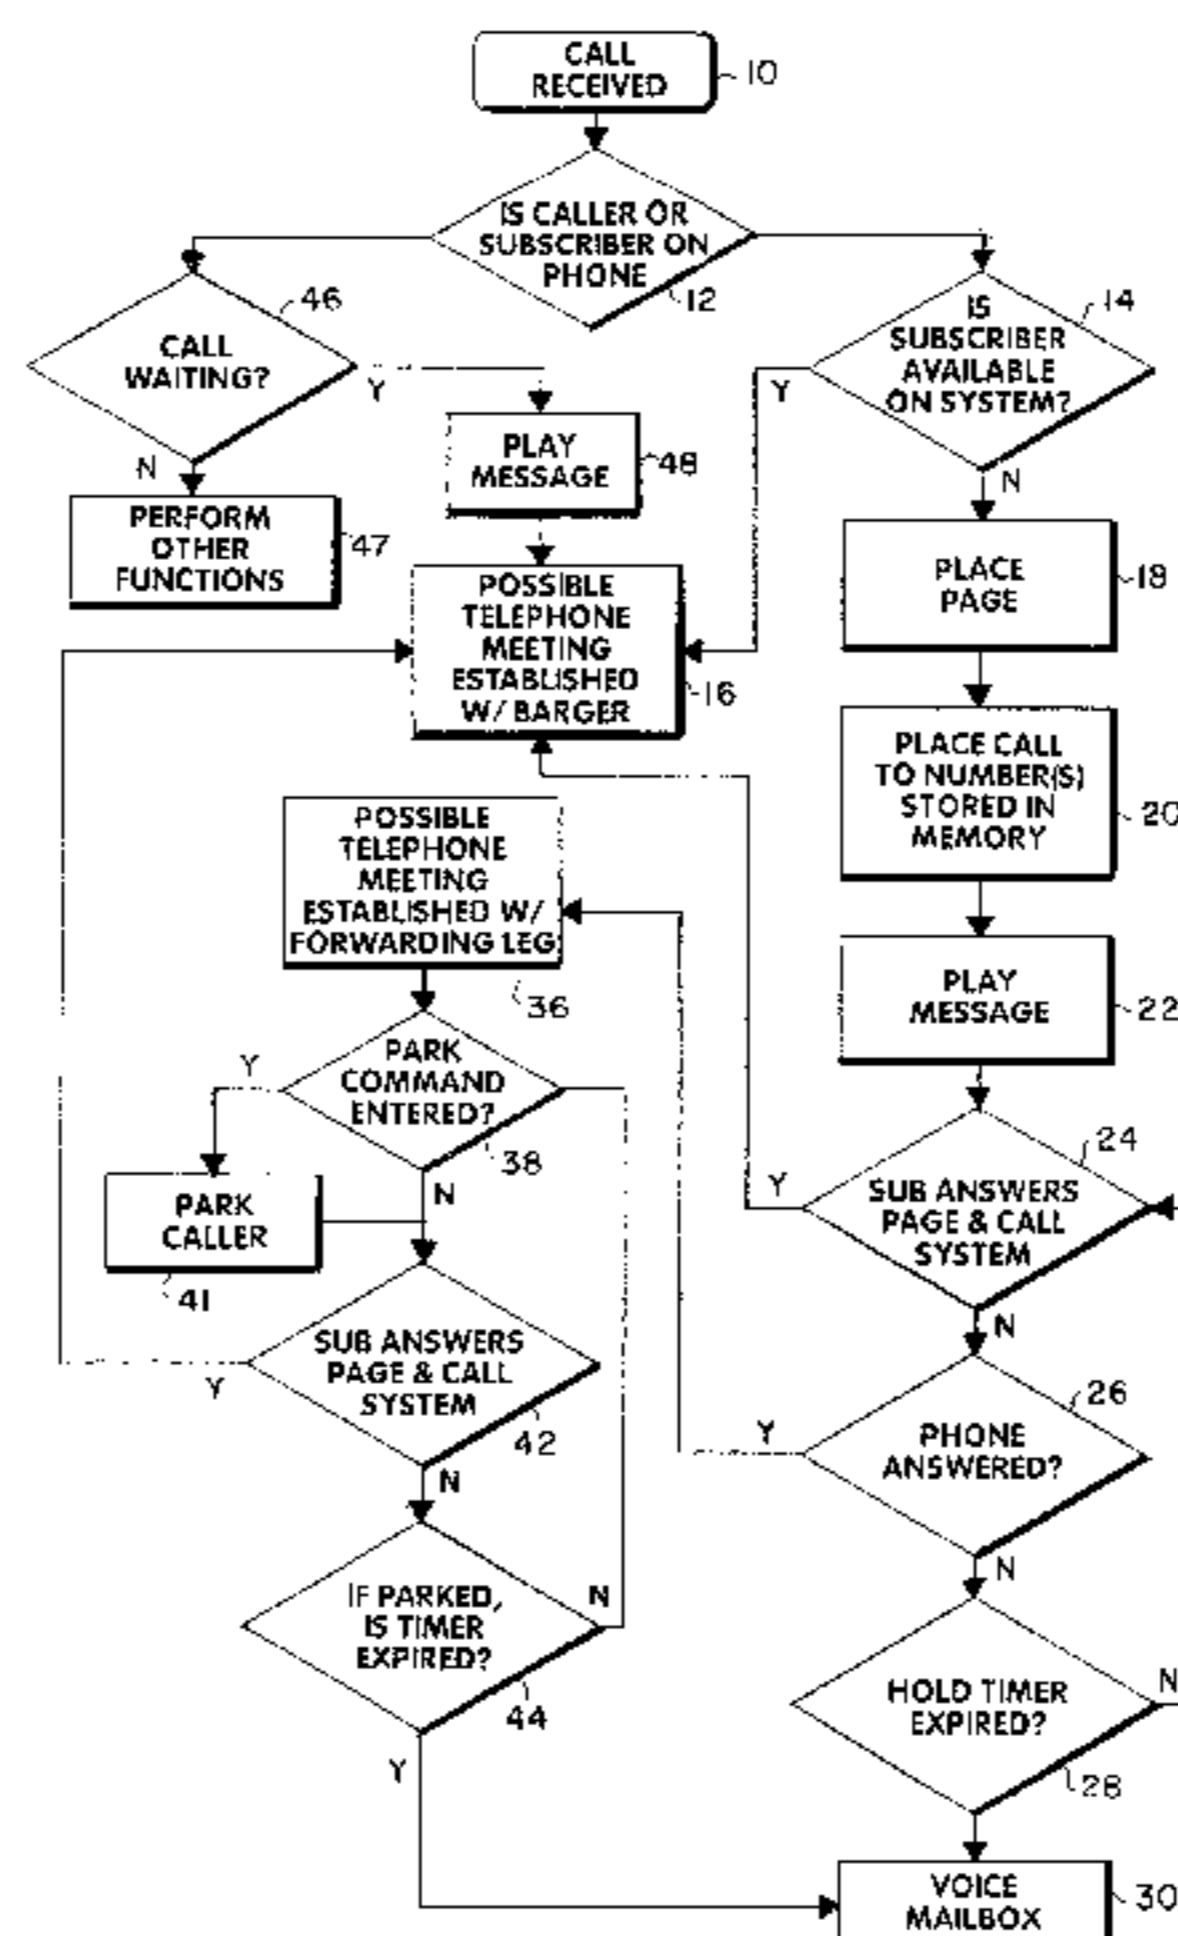 CALL
RECEIVED
10
IS CALLER OR
SUBSCRIBER ON
PHONE
12
46
CALL
WAITING?
Y
N
14
IS
SUBSCRIBER
AVAILABLE
ON SYSTEM?
Y
N
PLAY
MESSAGE
48
PERFORM
OTHER
FUNCTIONS
47
POSSIBLE
TELEPHONE
MEETING
ESTABLISHED
W/ BARGER
16
PLACE
PAGE
18
PLACE CALL
TO NUMBER(S)
STORED IN
MEMORY
20
POSSIBLE
TELEPHONE
MEETING
ESTABLISHED W/
FORWARDING LEG
36
PLAY
MESSAGE
22
PARK
COMMAND
ENTERED?
Y
38
N
PARK
CALLER
41
24
SUB ANSWERS
PAGE & CALL
SYSTEM
Y
N
SUB ANSWERS
PAGE & CALL
SYSTEM
Y
42
N
26
PHONE
ANSWERED?
Y
N
IF PARKED,
IS TIMER
EXPIRED?
N
44
Y
HOLD TIMER
EXPIRED?
N
28
VOICE
MAILBOX
30